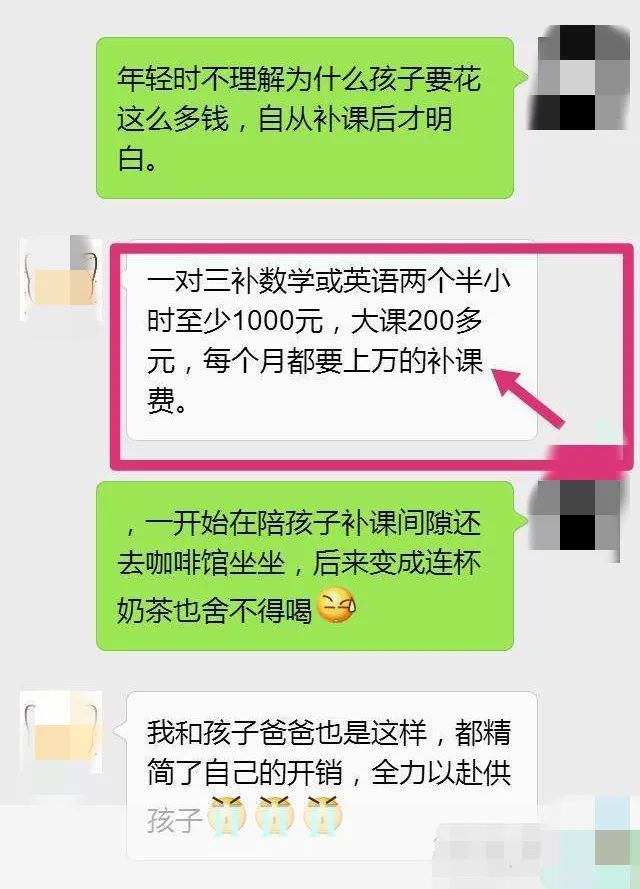 年轻时不理解为什么孩子要花
这么多钱，自从补课后才明
白。
一对三补数学或英语两个半小
时至少1000元，大课200多
元，每个月都要上万的补课
费。
，一开始在陪孩子补课间隙还
去咖啡馆坐坐，后来变成连杯
奶茶也舍不得喝
我和孩子爸爸也是这样，都精
简了自己的开销，全力以赴供
孩子